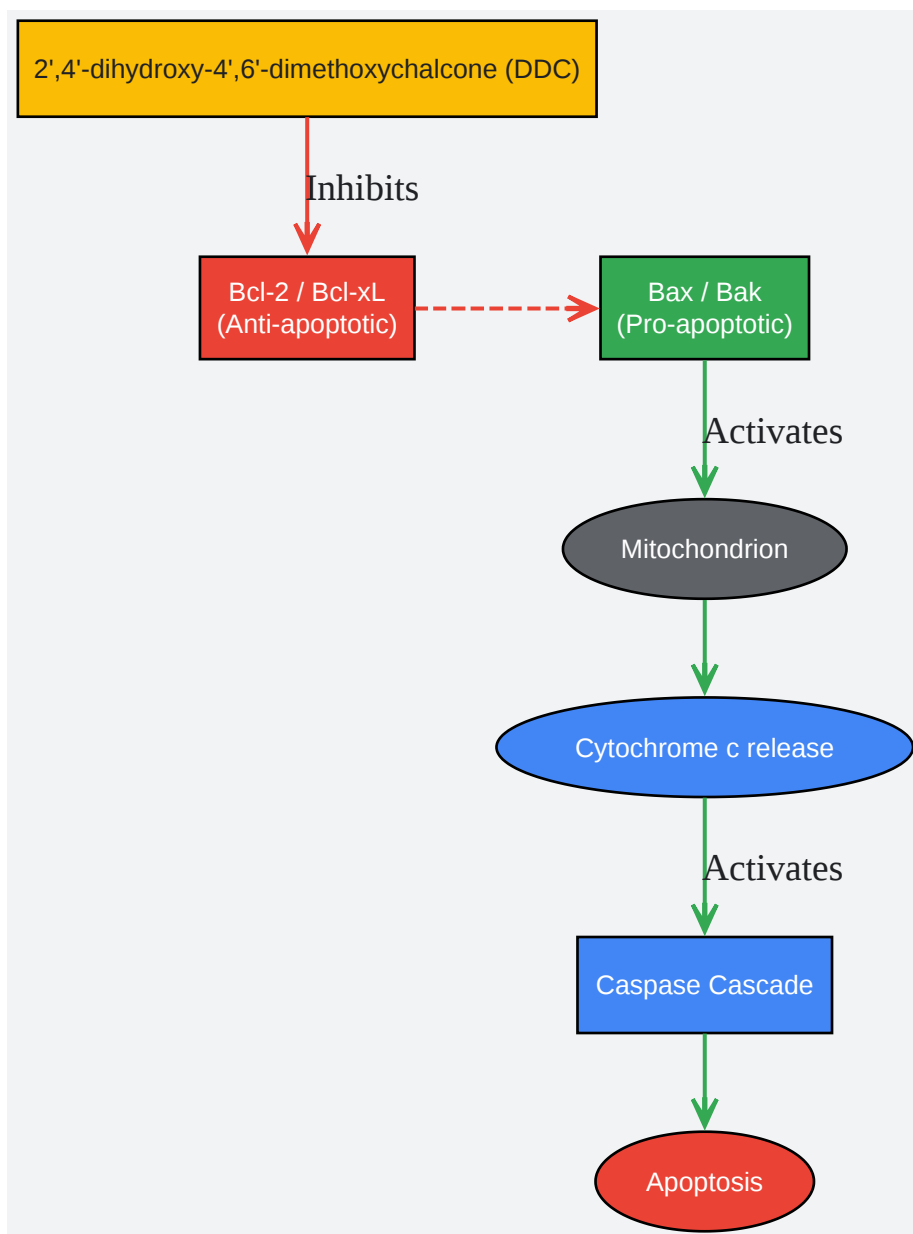 2',4'-dihydroxy-4',6'-dimethoxychalcone (DDC)
Inhibits
Bcl-2 / Bcl-xL
(Anti-apoptotic)
Bax / Bak
(Pro-apoptotic)
Activates
Mitochondrion
Cytochrome c release
Activates
Caspase Cascade
Apoptosis